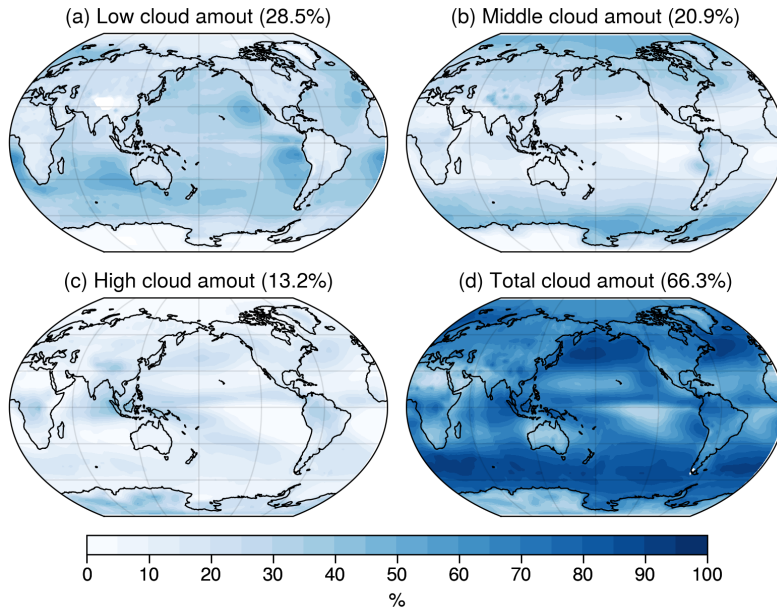 (a) Low cloud amout (28.5%)
(b) Middle cloud amout (20.9%)
(c) High cloud amout (13.2%)
(d) Total cloud amout (66.3%)
0 10 20 30 40 50 60 70 80 90 100
%